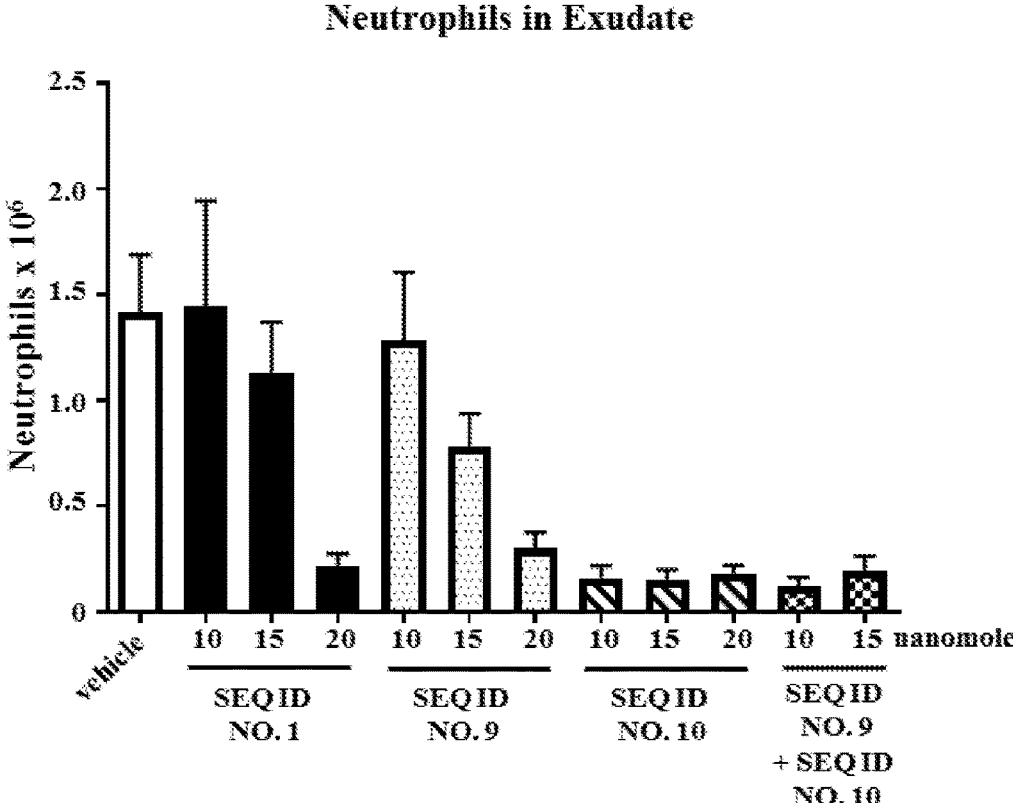 Neutrophils in Exudate
Neutrophils x 10⁶
2.5
2.0
1.5
1.0
0.5
0
vehicle
10 15 20 10 15 20 10 15 20 10 15 nanomole
SEQ ID
NO. 1
SEQ ID
NO. 9
SEQ ID
NO. 10
SEQ ID
NO. 9
+ SEQ ID
NO. 10